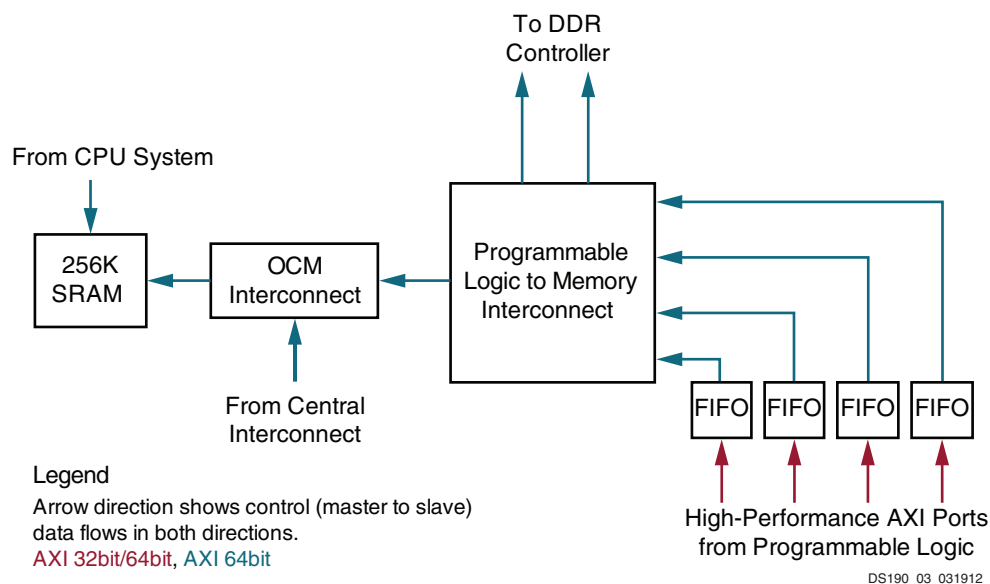 To DDR
Controller
From CPU System
256K
SRAM
OCM
Interconnect
Programmable
Logic to Memory
Interconnect
From Central
Interconnect
FIFO
FIFO
FIFO
FIFO
High-Performance AXI Ports
from Programmable Logic
Legend
Arrow direction shows control (master to slave)
data flows in both directions.
AXI 32bit/64bit, AXI 64bit
DS190_03_031912